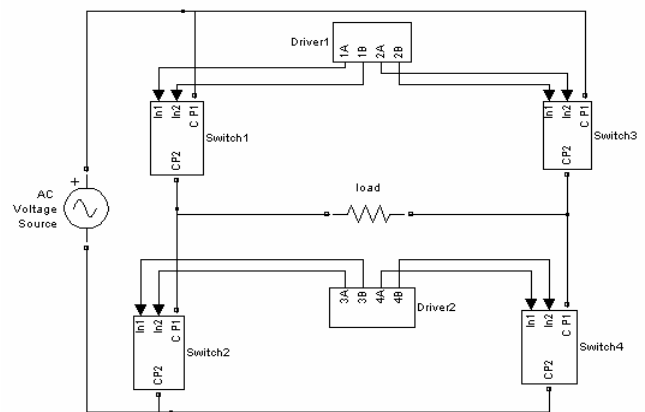 Driver1
1A
1B
2A
2B
In1
In2
C P1
CP2
Switch1
In1
In2
C P1
CP2
Switch3
AC
Voltage
Source
+
load
3A
3B
4A
4B
Driver2
In1
In2
C P1
CP2
Switch2
In1
In2
C P1
CP2
Switch4